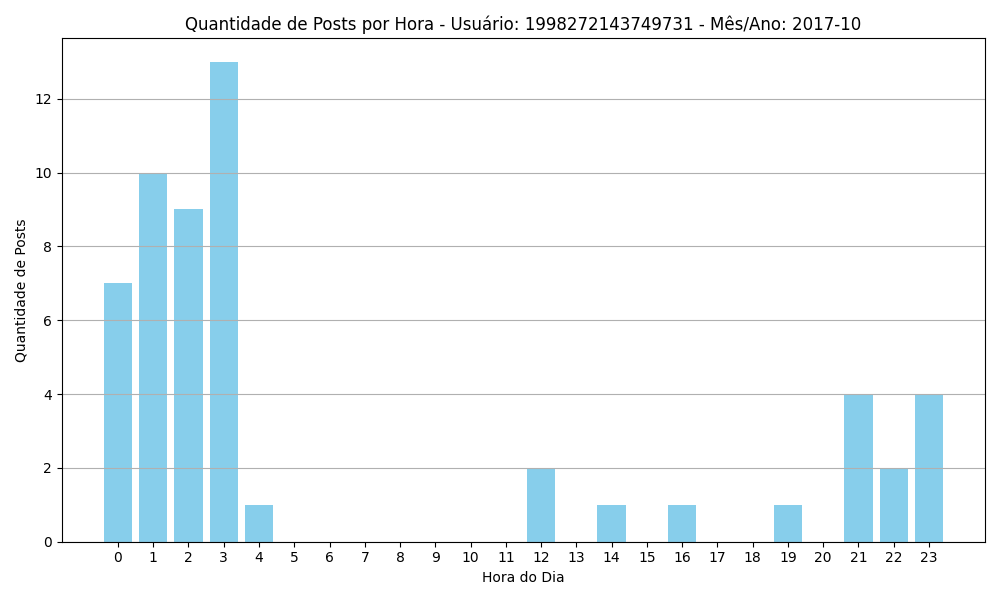 Quantidade de Posts por Hora - Usuário: 1998272143749731 - Mês/Ano: 2017-10
Quantidade de Posts
12
10
8
6
4
2
0
0 1 2 3 4 5 6 7 8 9 10 11 12 13 14 15 16 17 18 19 20 21 22 23
Hora do Dia